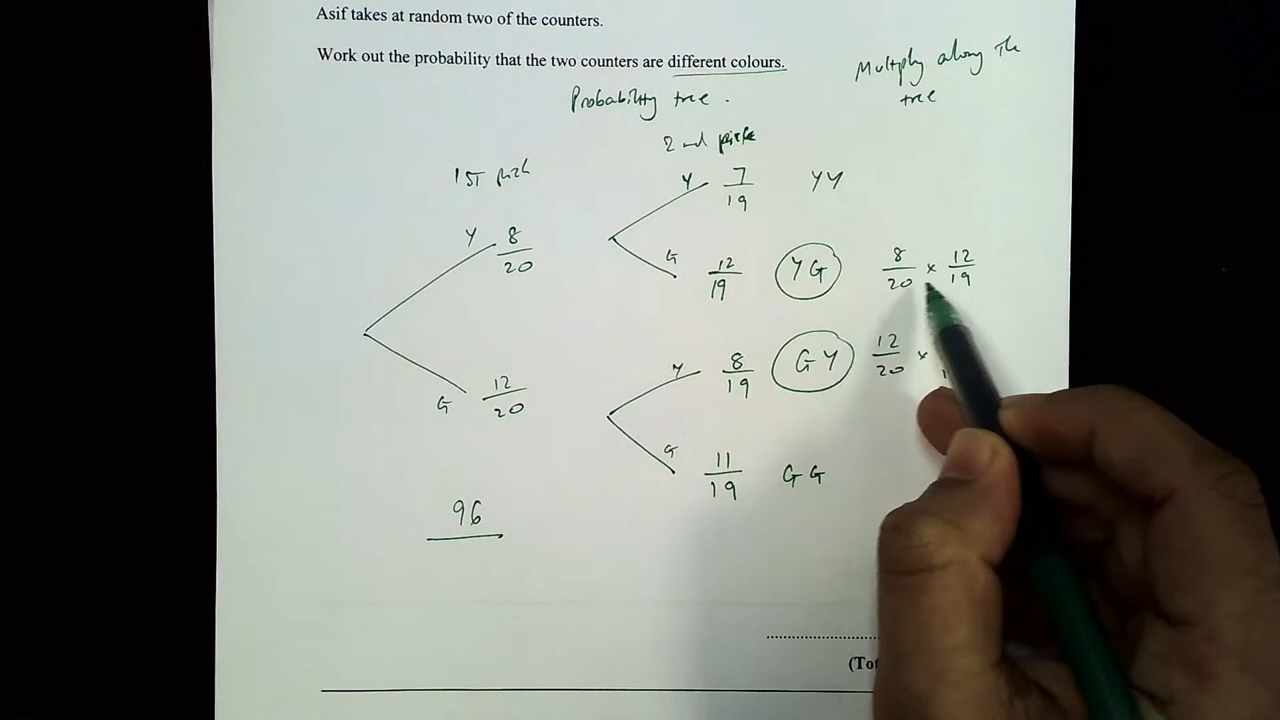 Asif takes at random two of the counters.
Work out the probability that the two counters are different colours.
Multiply along the
tree
Probability tree.
1ST pick
2nd pick
Y 8/20
G 12/20
Y 7/19 YY
G 12/19 YG 8/20 × 12/19
Y 8/19 GY 12/20 ×
G 11/19 GG
96
(Tot